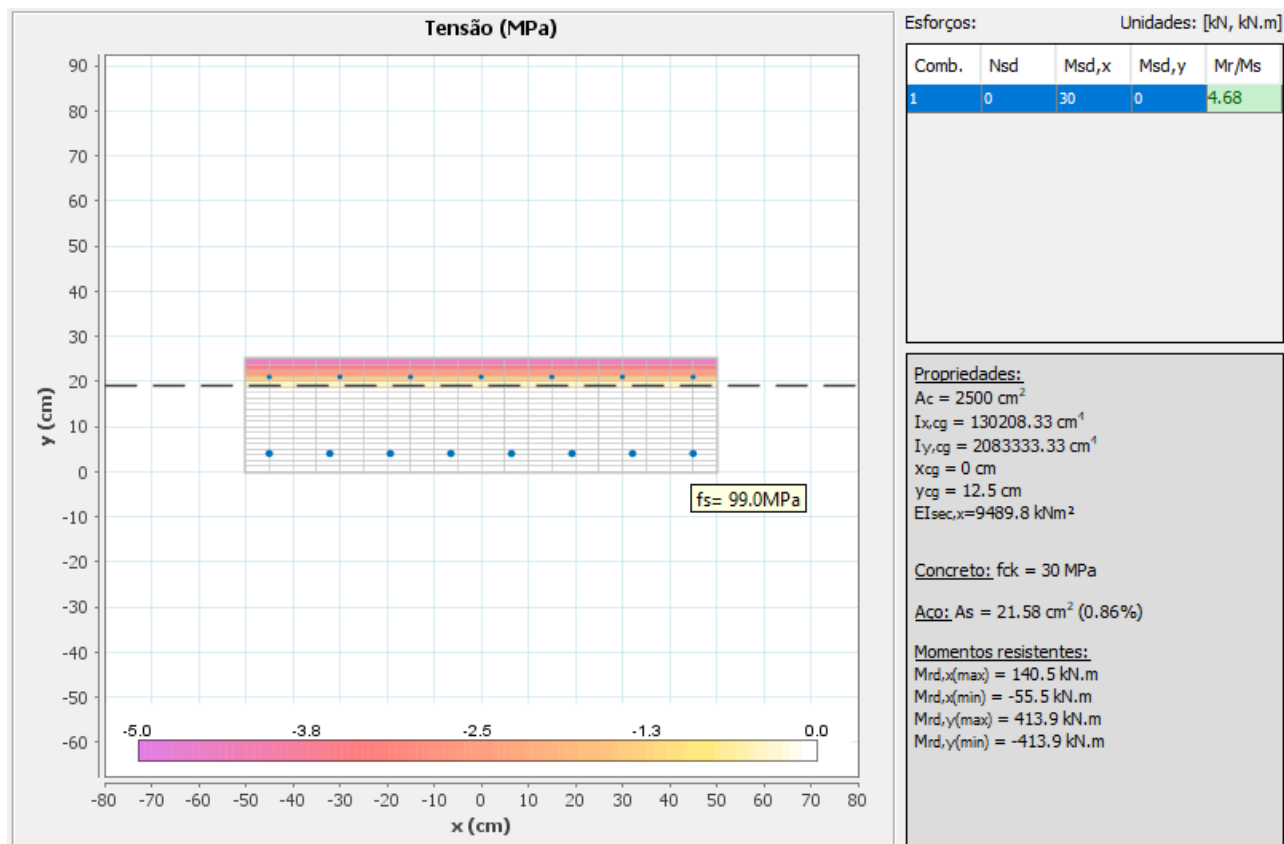 Tensão (MPa)
90
80
70
60
50
40
30
20
10
0
-10
-20
-30
-40
-50
-60
y (cm)
fs= 99.0MPa
-5.0 -3.8 -2.5 -1.3 0.0
-80 -70 -60 -50 -40 -30 -20 -10 0 10 20 30 40 50 60 70 80
x (cm)
Esforços: Unidades: [kN, kN.m]
Comb. Nsd Msd,x Msd,y Mr/Ms
1 0 30 0 4.68
Propriedades:
Ac = 2500 cm²
Ix,cg = 130208.33 cm⁴
Iy,cg = 2083333.33 cm⁴
xcg = 0 cm
ycg = 12.5 cm
EIsec,x=9489.8 kNm²
Concreto: fck = 30 MPa
Aço: As = 21.58 cm² (0.86%)
Momentos resistentes:
Mrd,x(max) = 140.5 kN.m
Mrd,x(min) = -55.5 kN.m
Mrd,y(max) = 413.9 kN.m
Mrd,y(min) = -413.9 kN.m